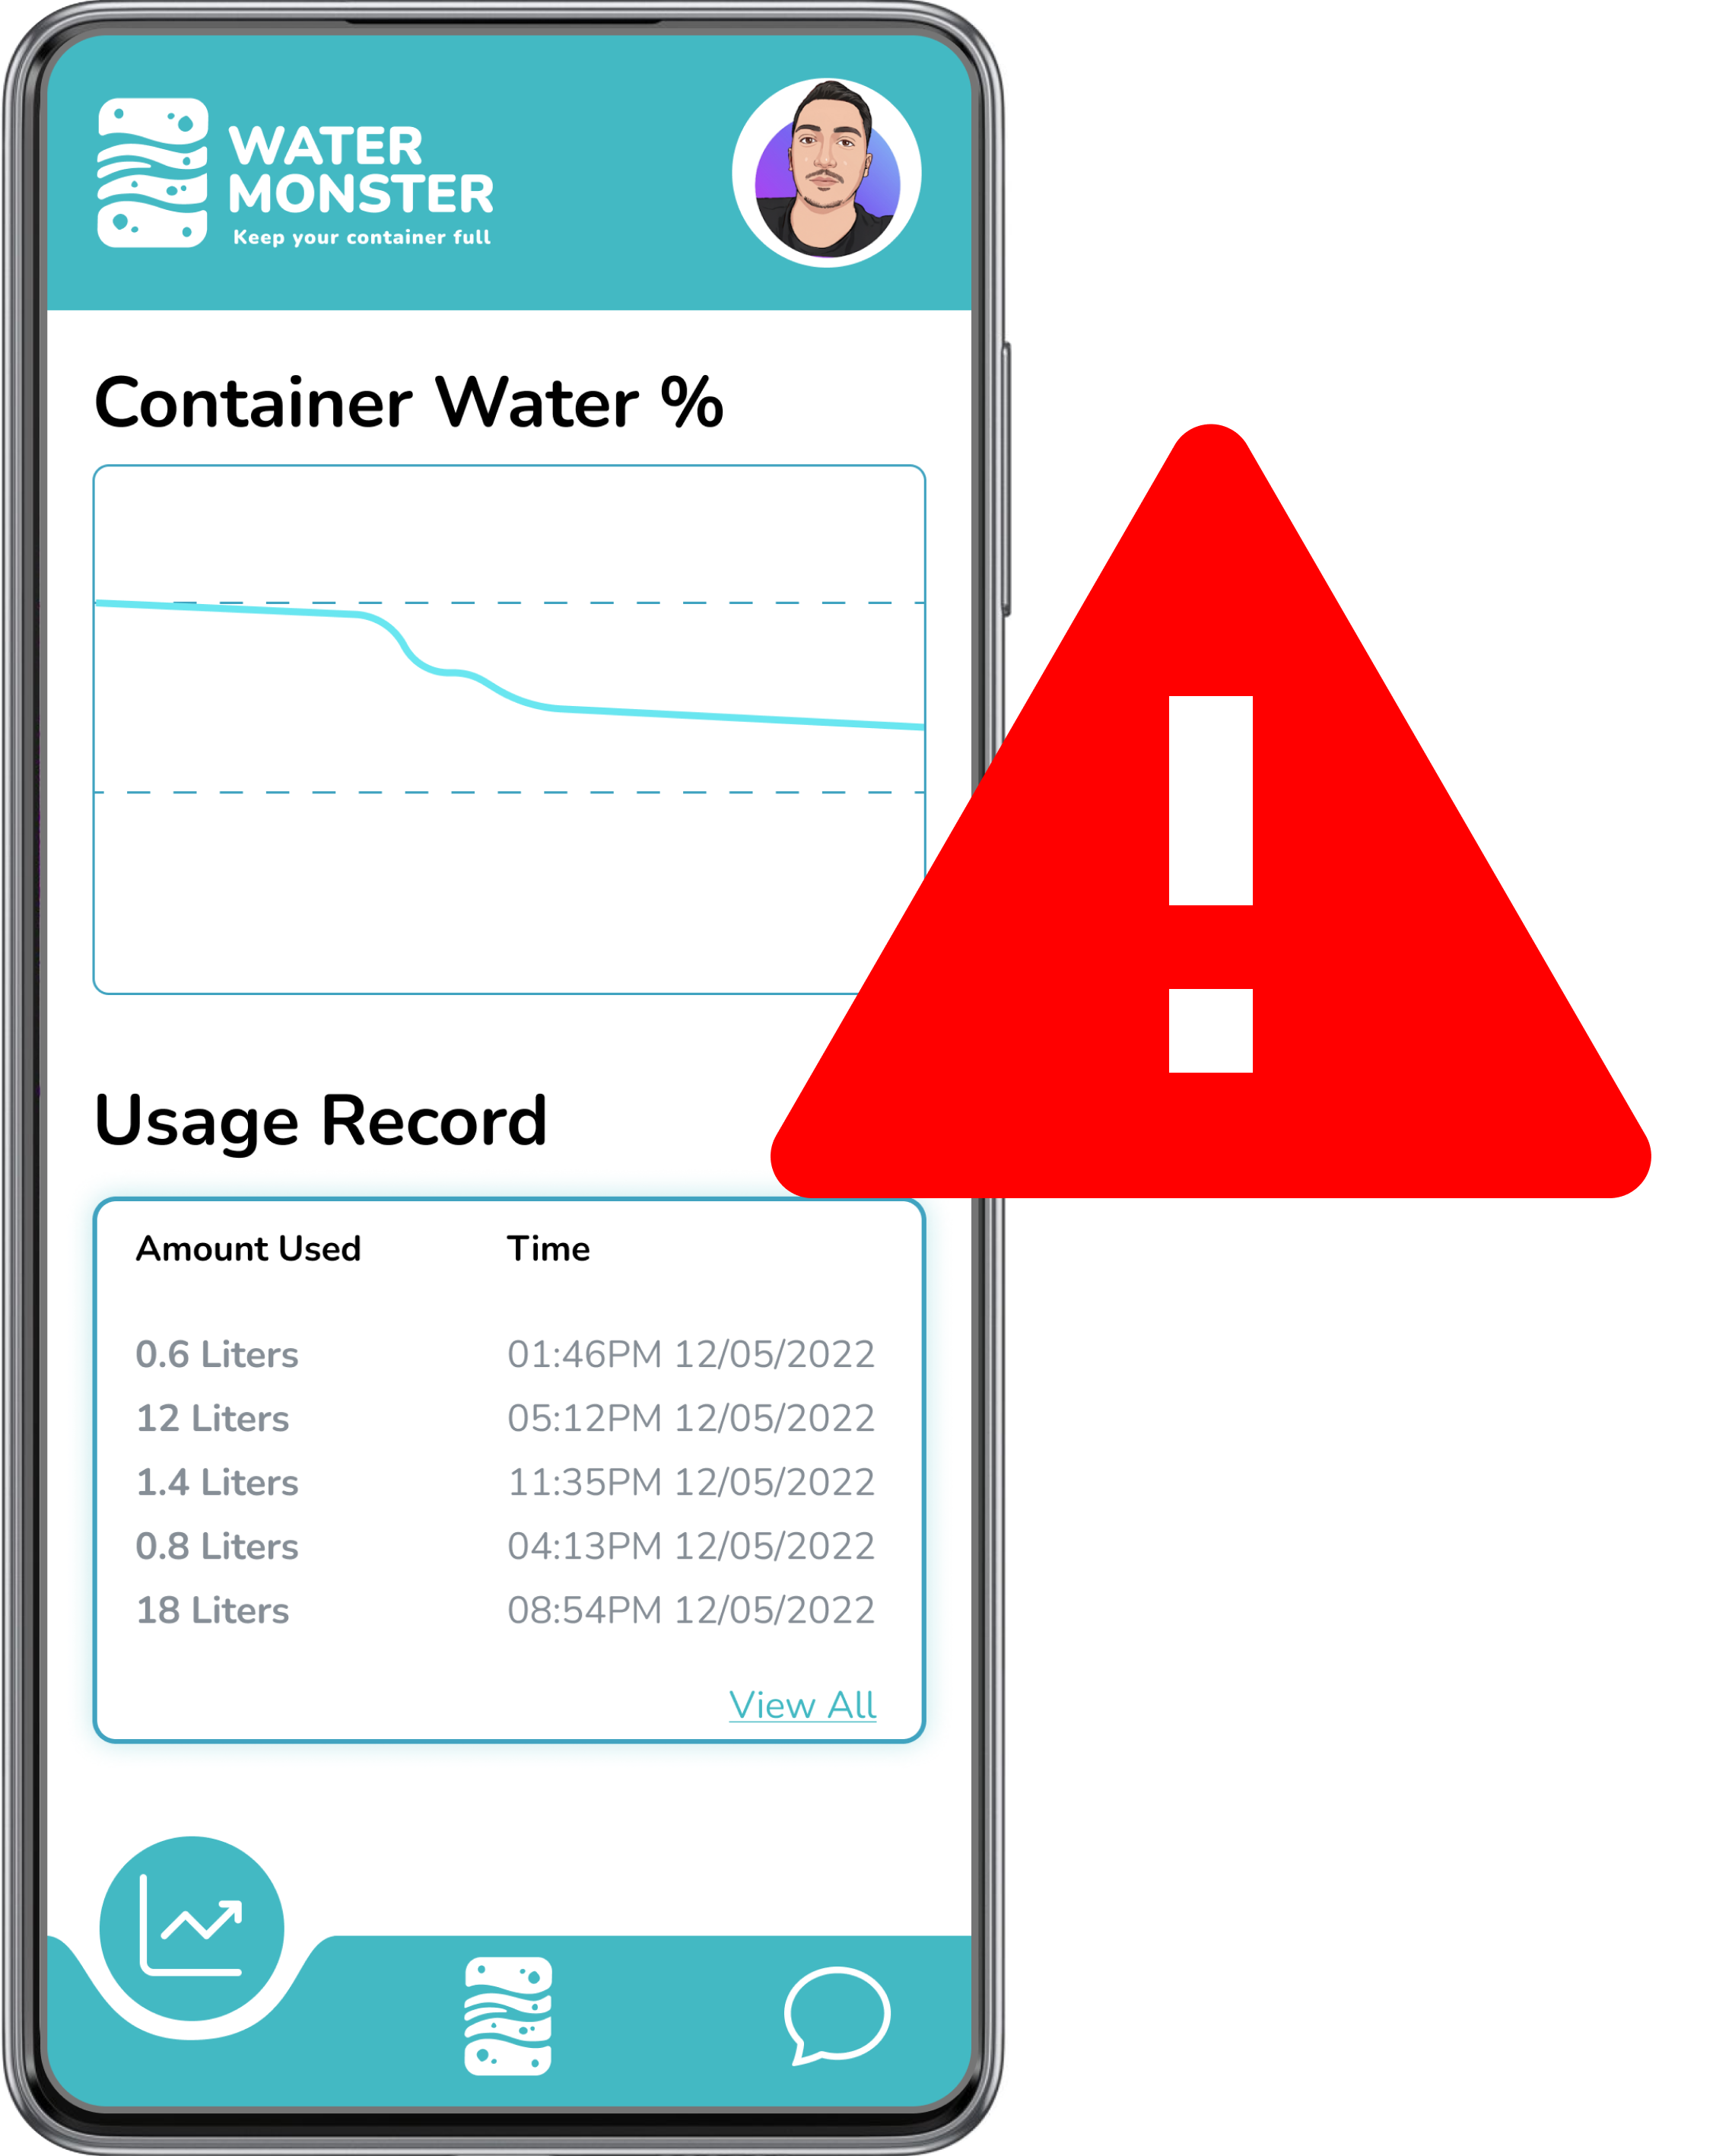 WATER
MONSTER
Keep your container full
Container Water %
Usage Record
Amount Used Time
0.6 Liters 01:46PM 12/05/2022
12 Liters 05:12PM 12/05/2022
1.4 Liters 11:35PM 12/05/2022
0.8 Liters 04:13PM 12/05/2022
18 Liters 08:54PM 12/05/2022
View All